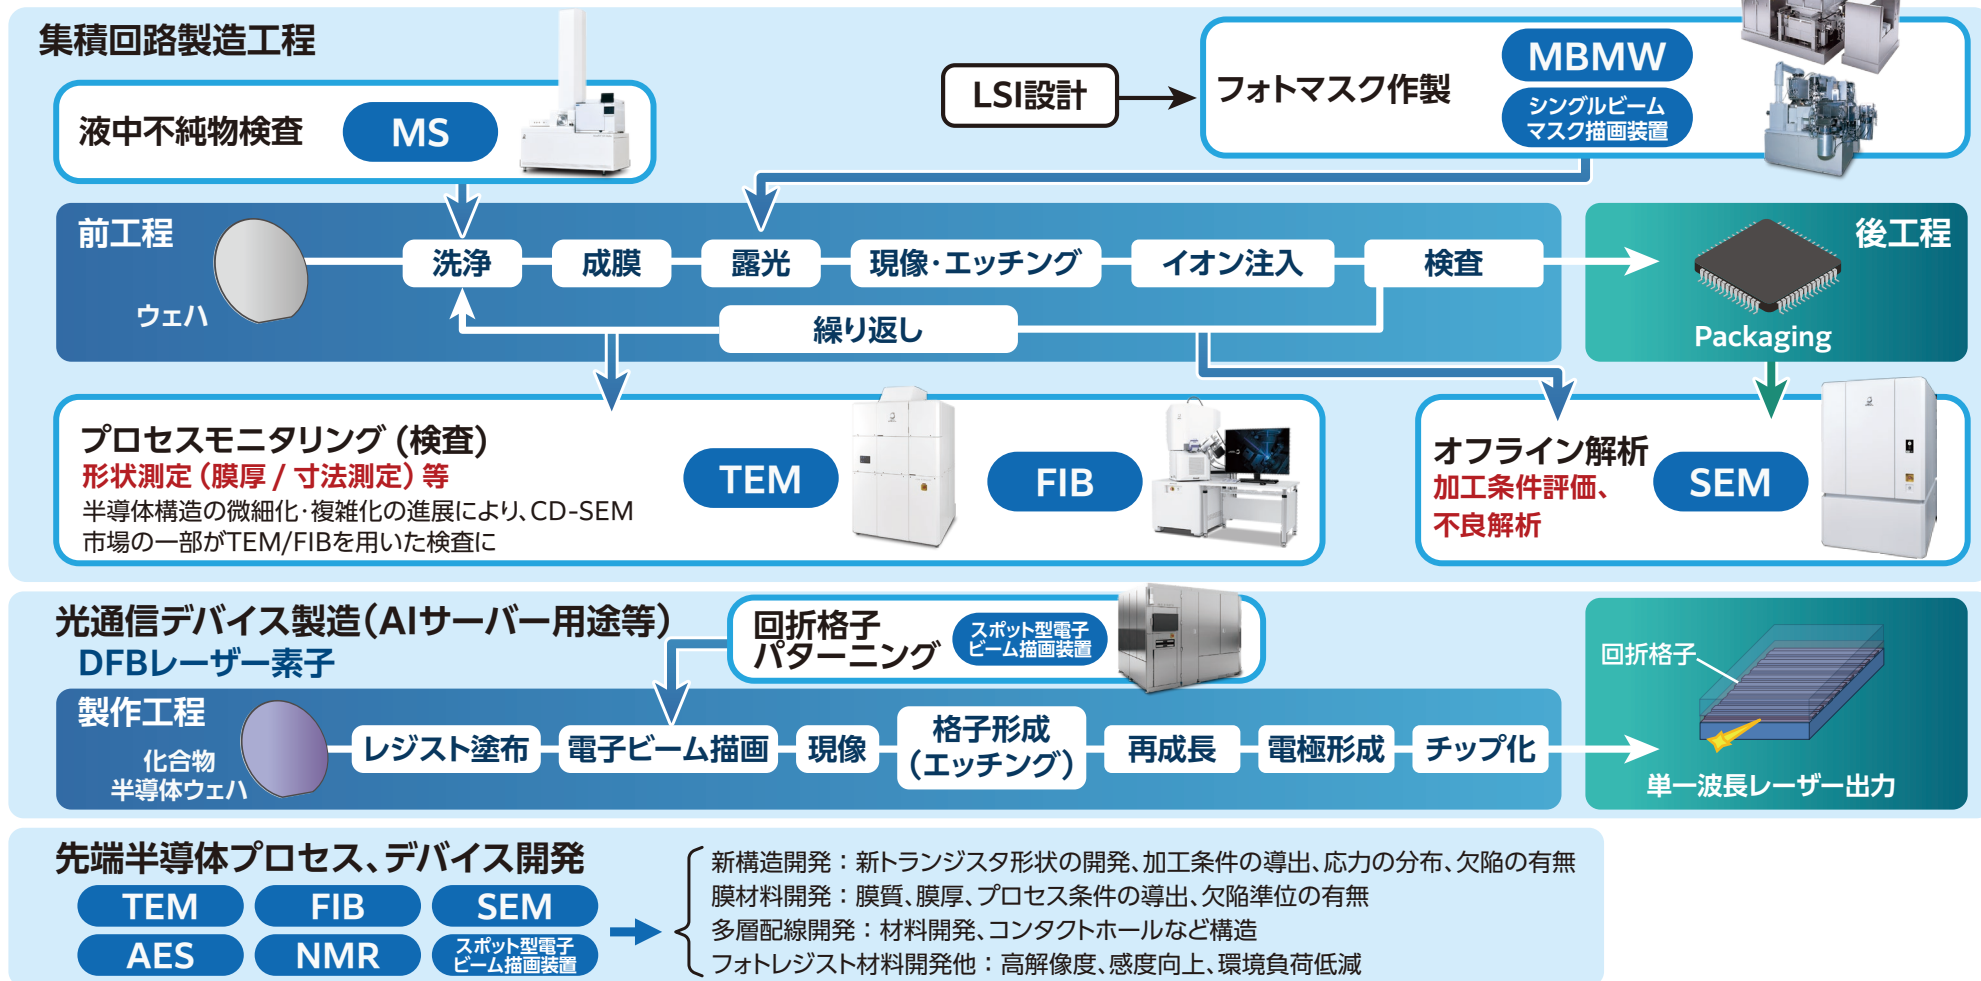 集積回路製造工程
液中不純物検査
MS
LSI設計
フォトマスク作製
MBMW
シングルビーム
マスク描画装置
前工程
ウェハ
洗浄
成膜
露光
現像・エッチング
イオン注入
検査
繰り返し
後工程
Packaging
プロセスモニタリング (検査)
形状測定 (膜厚 / 寸法測定) 等
半導体構造の微細化・複雑化の進展により、CD-SEM
市場の一部がTEM/FIBを用いた検査に
TEM
FIB
オフライン解析
加工条件評価、
不良解析
SEM
光通信デバイス製造(AIサーバー用途等)
DFBレーザー素子
回折格子
パターニング
スポット型電子
ビーム描画装置
製作工程
化合物
半導体ウェハ
レジスト塗布
電子ビーム描画
現像
格子形成
(エッチング)
再成長
電極形成
チップ化
回折格子
単一波長レーザー出力
先端半導体プロセス、デバイス開発
TEM
FIB
SEM
AES
NMR
スポット型電子
ビーム描画装置
新構造開発：新トランジスタ形状の開発、加工条件の導出、応力の分布、欠陥の有無
膜材料開発：膜質、膜厚、プロセス条件の導出、欠陥準位の有無
多層配線開発：材料開発、コンタクトホールなど構造
フォトレジスト材料開発他：高解像度、感度向上、環境負荷低減